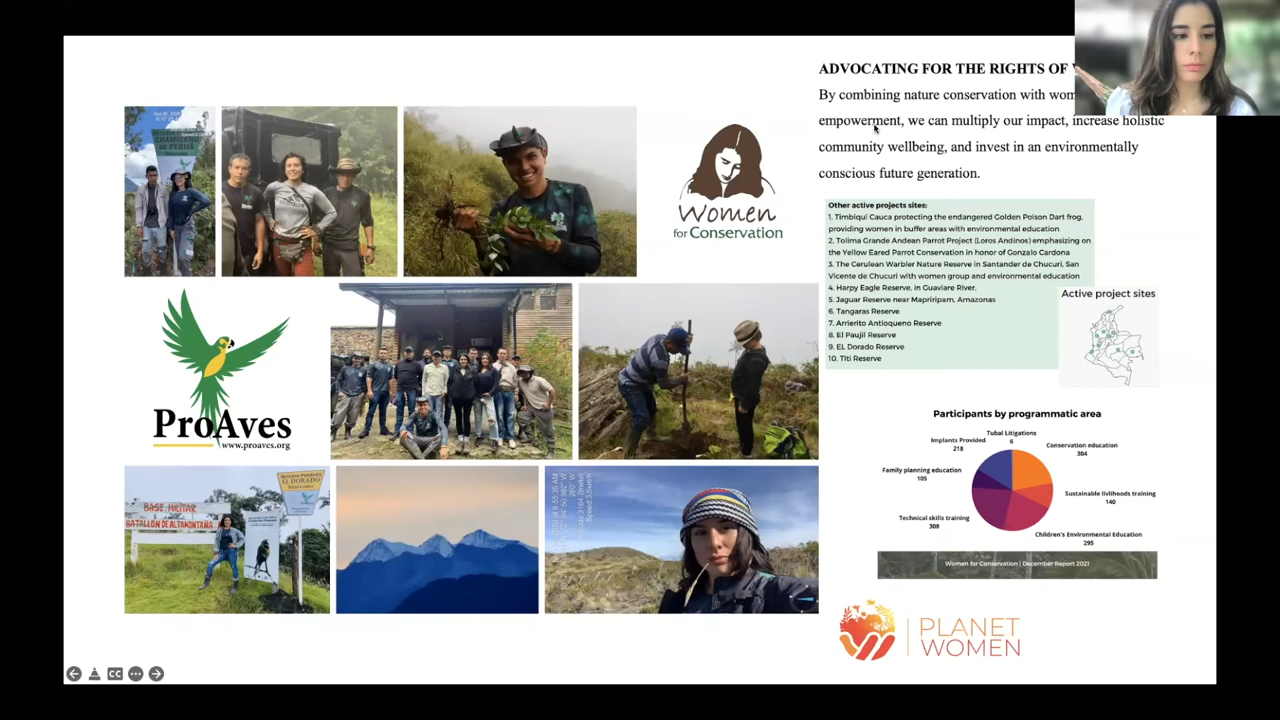 ADVOCATING FOR THE RIGHTS OF
By combining nature conservation with
empowerment, we can multiply our impact, increase holistic
community wellbeing, and invest in an environmentally
conscious future generation.
CHAMICERO
DE PERIJÁ
Women
for Conservation
Other active projects sites:
1. Timbiqui Cauca protecting the endangered Golden Poison Dart frog,
providing women in buffer areas with environmental education
2. Tolima Grande Andean Parrot Project (Loros Andinos) emphasizing on
the Yellow Eared Parrot Conservation in honor of Gonzalo Cardona
3. The Cerulean Warbler Nature Reserve in Santander de Chucuri, San
Vicente de Chucuri with women group and environmental education
4. Harpy Eagle Reserve, in Guaviare River.
5. Jaguar Reserve near Mapriripam, Amazonas
6. Tangaras Reserve
7. Arrierito Antioqueno Reserve
8. El Paujil Reserve
9. EL Dorado Reserve
10. Titi Reserve
Active project sites
ProAves
www.proaves.org
Participants by programmatic area
Tubal Litigations
6
Implants Provided
218
Conservation education
304
Family planning education
105
Sustainable livlihoods training
140
Technical skills training
308
Children's Environmental Education
295
Women for Conservation | December Report 2021
BASE MILITAR
BATALLÓN DE ALTA MONTAÑA
EL DORADO
PLANET
WOMEN
CC